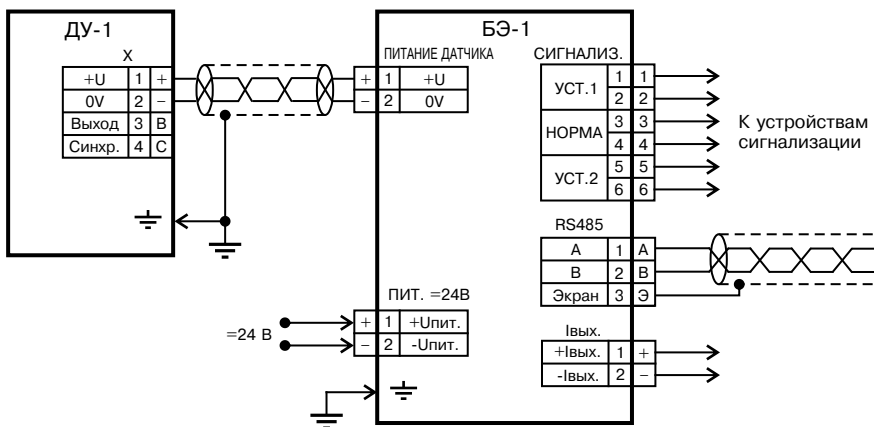 ДУ-1
X
+U 1 +
0V 2 –
Выход 3 B
Синхр. 4 C
БЭ-1
ПИТАНИЕ ДАТЧИКА
+ 1 +U
– 2 0V
СИГНАЛИЗ.
УСТ.1 1 1
2 2
НОРМА 3 3
4 4
УСТ.2 5 5
6 6
К устройствам
сигнализации
RS485
A 1 A
B 2 B
Экран 3 Э
ПИТ. =24В
=24 В
+ 1 +Uпит.
– 2 -Uпит.
Iвых.
+Iвых. 1 +
-Iвых. 2 –